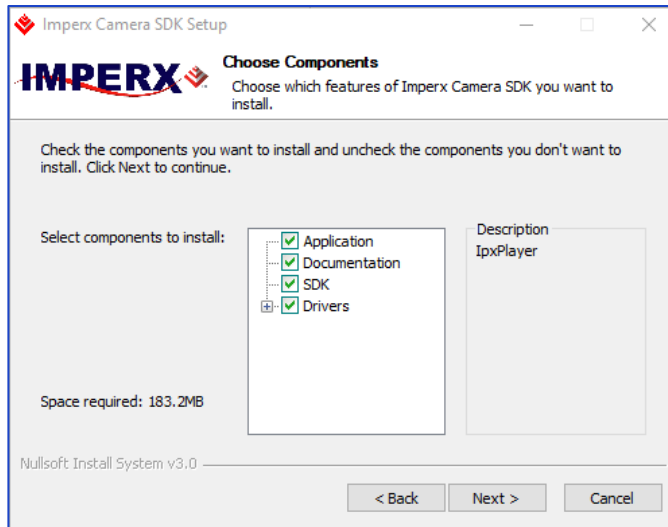 Imperx Camera SDK Setup
IMPERX
Choose Components
Choose which features of Imperx Camera SDK you want to
install.
Check the components you want to install and uncheck the components you don't want to
install. Click Next to continue.
Select components to install:
Application
Documentation
SDK
Drivers
Description
IpxPlayer
Space required: 183.2MB
Nullsoft Install System v3.0
< Back
Next >
Cancel